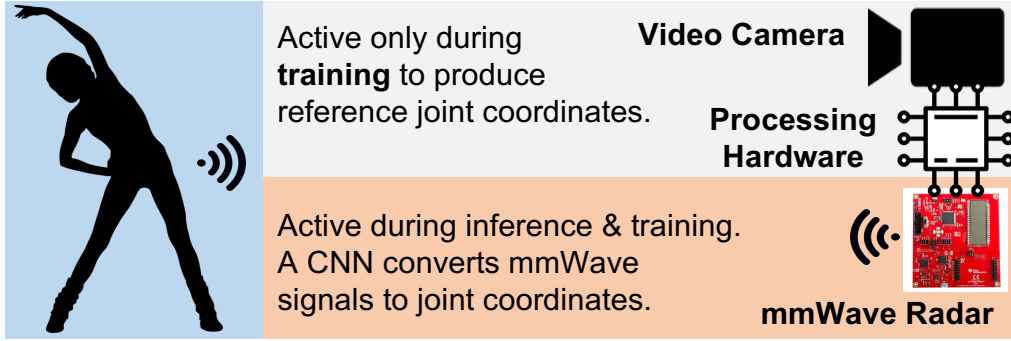 Active only during
training to produce
reference joint coordinates.
Video Camera
Processing
Hardware
Active during inference & training.
A CNN converts mmWave
signals to joint coordinates.
mmWave Radar